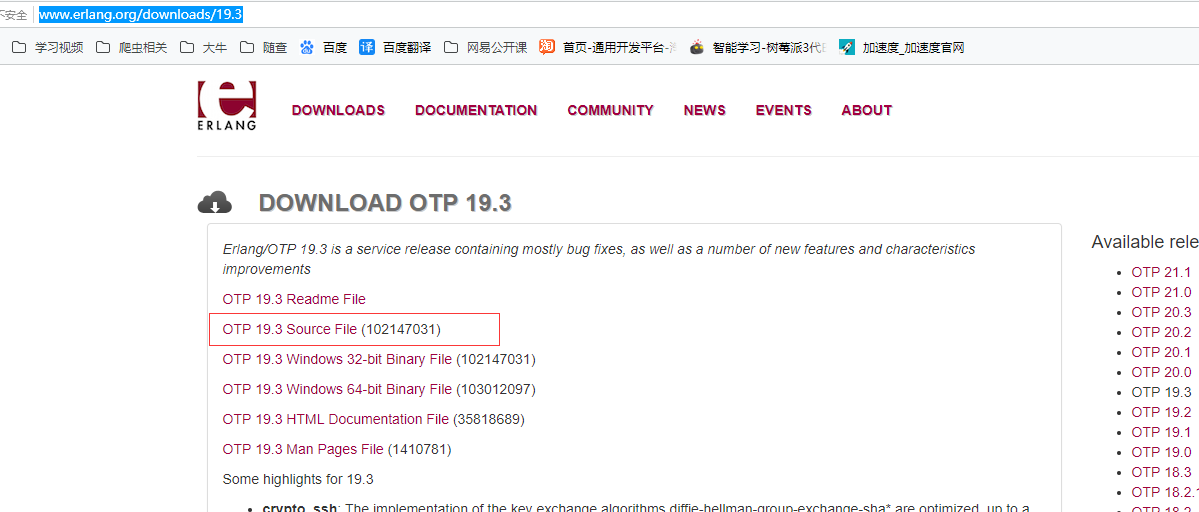 不安全 www.erlang.org/downloads/19.3
学习视频 爬虫相关 大牛 随查 百度 译 百度翻译 网易公开课 淘 首页-通用开发平台- 智能学习-树莓派3代 加速度_加速度官网
e
ERLANG
DOWNLOADS DOCUMENTATION COMMUNITY NEWS EVENTS ABOUT
DOWNLOAD OTP 19.3
Erlang/OTP 19.3 is a service release containing mostly bug fixes, as well as a number of new features and characteristics
improvements
OTP 19.3 Readme File
OTP 19.3 Source File (102147031)
OTP 19.3 Windows 32-bit Binary File (102147031)
OTP 19.3 Windows 64-bit Binary File (103012097)
OTP 19.3 HTML Documentation File (35818689)
OTP 19.3 Man Pages File (1410781)
Some highlights for 19.3
• crypto, ssh: The implementation of the key exchange algorithms diffie-hellman-group-exchange-sha* are optimized, up to a
Available rele
• OTP 21.1
• OTP 21.0
• OTP 20.3
• OTP 20.2
• OTP 20.1
• OTP 20.0
• OTP 19.3
• OTP 19.2
• OTP 19.1
• OTP 19.0
• OTP 18.3
• OTP 18.2.1
• OTP 18.2